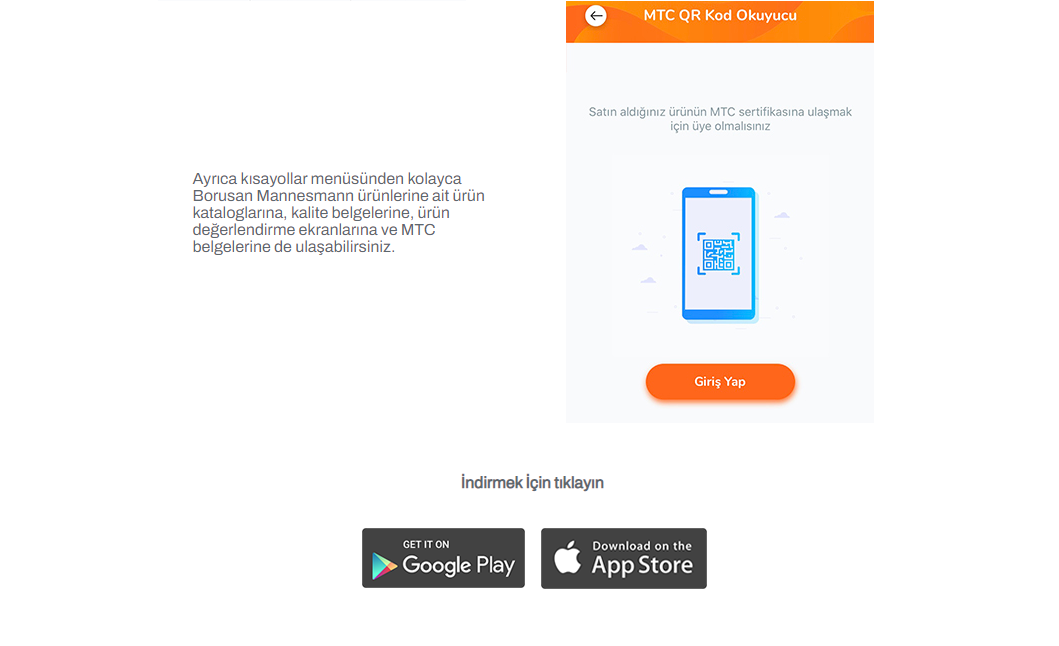 MTC QR Kod Okuyucu
Satın aldığınız ürünün MTC sertifikasına ulaşmak
için üye olmalısınız
Ayrıca kısayollar menüsünden kolayca
Borusan Mannesmann ürünlerine ait ürün
kataloglarına, kalite belgelerine, ürün
değerlendirme ekranlarına ve MTC
belgelerine de ulaşabilirsiniz.
Giriş Yap
İndirmek İçin tıklayın
GET IT ON
Google Play
Download on the
App Store